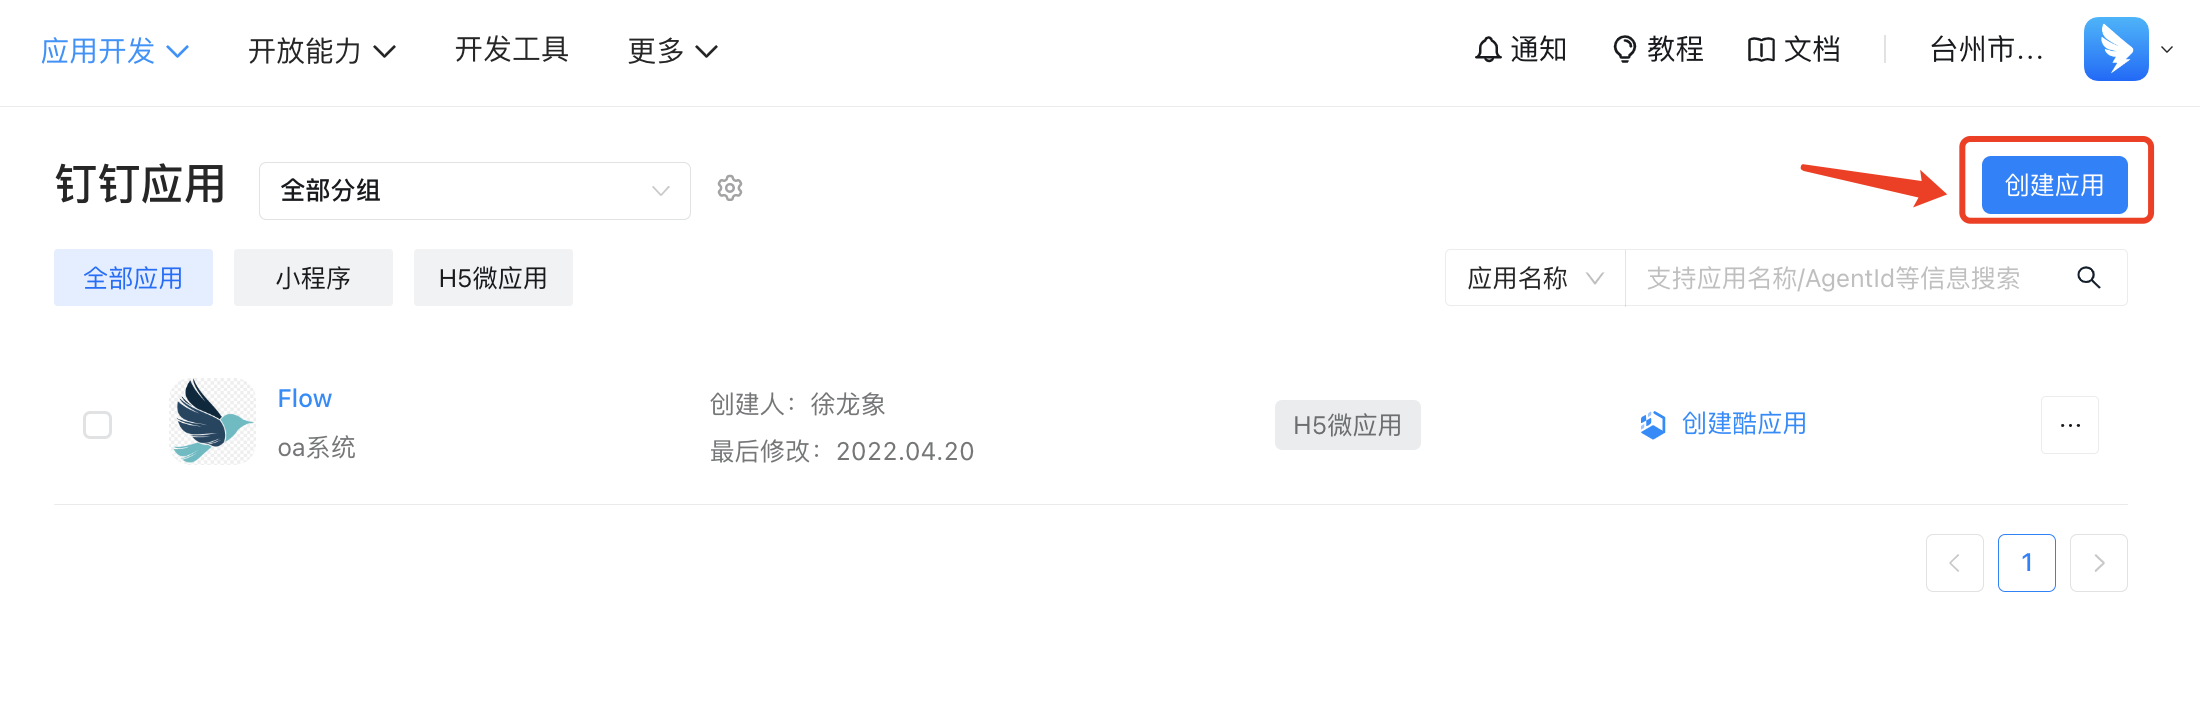 应用开发 开放能力 开发工具 更多 通知 教程 文档 台州市...
钉钉应用 全部分组 创建应用
全部应用 小程序 H5微应用 应用名称 支持应用名称/AgentId等信息搜索
Flow
oa系统
创建人：徐龙象
最后修改：2022.04.20
H5微应用
创建酷应用
...
1